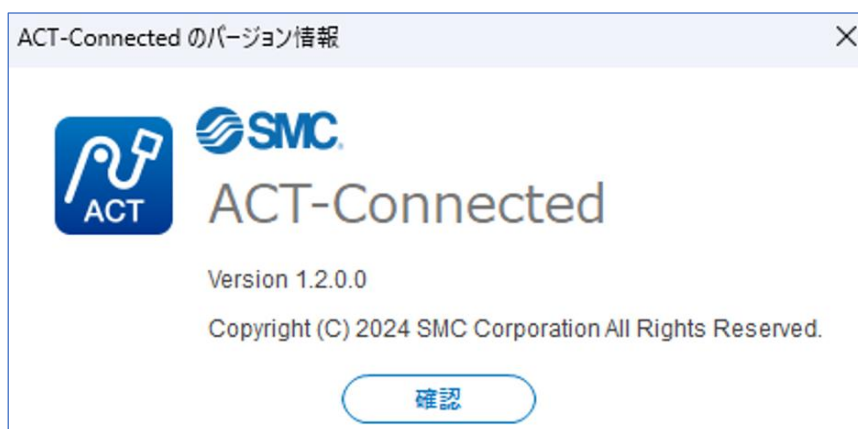 ACT-Connected のバージョン情報
SMC.
ACT
ACT-Connected
Version 1.2.0.0
Copyright (C) 2024 SMC Corporation All Rights Reserved.
確認